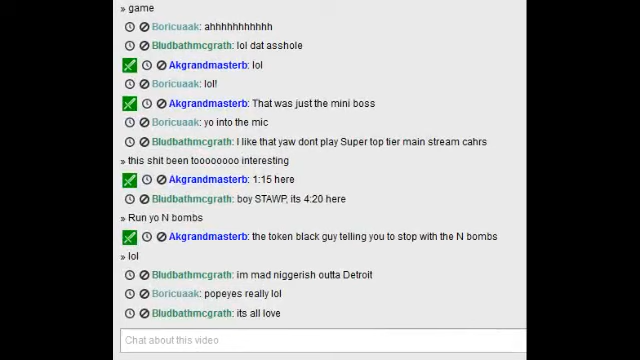 » game
Boricuaak: ahhhhhhhhhhh
Bludbathmcgrath: lol dat asshole
Akgrandmasterb: lol
Boricuaak: lol!
Akgrandmasterb: That was just the mini boss
Boricuaak: yo into the mic
Bludbathmcgrath: I like that yaw dont play Super top tier main stream cahrs
» this shit been toooooooo interesting
Akgrandmasterb: 1:15 here
Bludbathmcgrath: boy STAWP, its 4:20 here
» Run yo N bombs
Akgrandmasterb: the token black guy telling you to stop with the N bombs
» lol
Bludbathmcgrath: im mad niggerish outta Detroit
Boricuaak: popeyes really lol
Bludbathmcgrath: its all love
Chat about this video